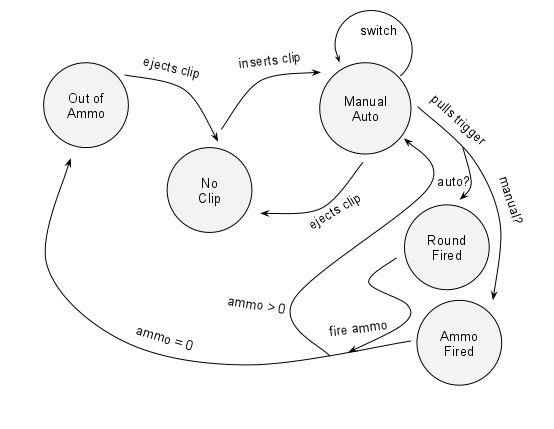 switch
ejects clip
inserts clip
Out of
Ammo
Manual
Auto
pulls trigger
No
Clip
auto?
manual?
ejects clip
Round
Fired
ammo > 0
fire ammo
ammo = 0
Ammo
Fired